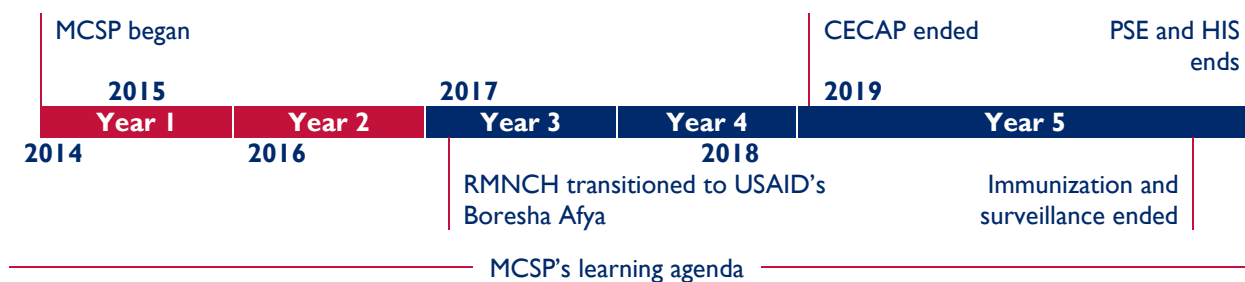 MCSP began
CECAP ended
PSE and HIS
ends
2015
2017
2019
Year 1
Year 2
Year 3
Year 4
Year 5
2014
2016
2018
RMNCH transitioned to USAID’s
Boresha Afya
Immunization and
surveillance ended
MCSP’s learning agenda